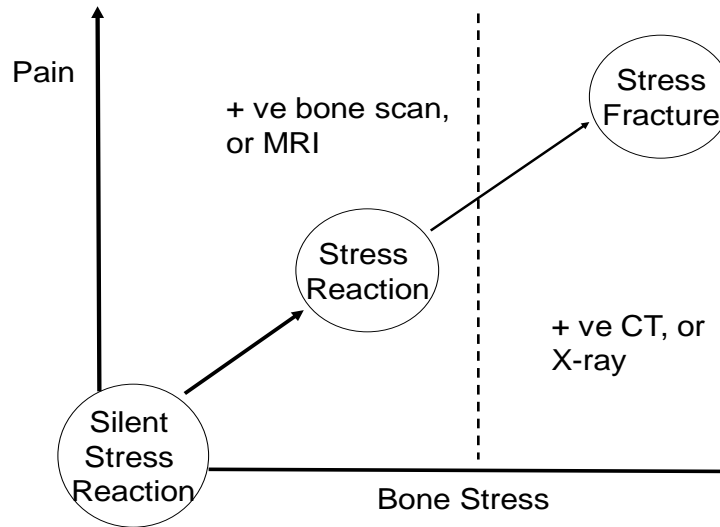 Pain
+ ve bone scan,
or MRI
Stress
Fracture
Stress
Reaction
+ ve CT, or
X-ray
Silent
Stress
Reaction
Bone Stress